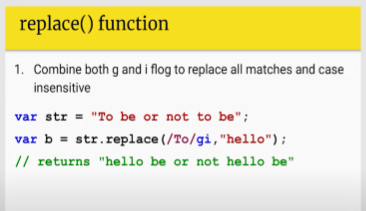 replace() function
1. Combine both g and i flog to replace all matches and case
insensitive
var str = "To be or not to be";
var b = str.replace(/To/gi,"hello");
// returns "hello be or not hello be"